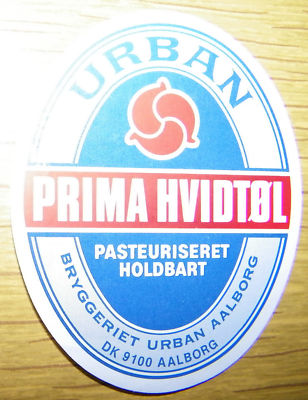 URBAN
PRIMA HVIDTØL
PASTEURISERET
HOLDBART
BRYGGERIET URBAN AALBORG
DK 9100 AALBORG